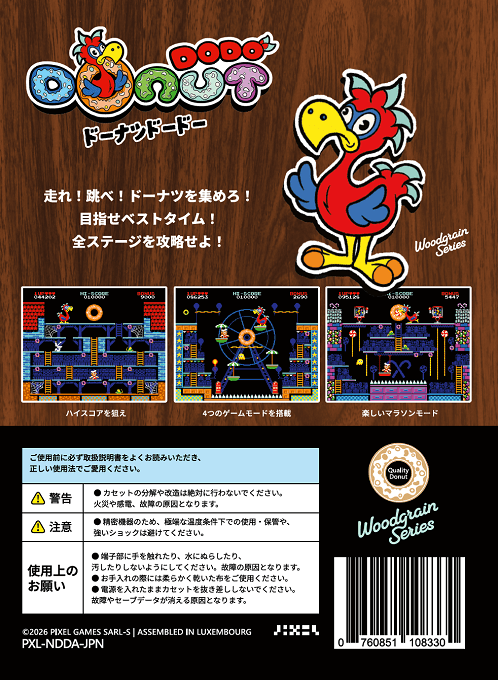 DODO
DONUT
ドーナツドードー
走れ！跳べ！ドーナツを集めろ！
目指せベストタイム！
全ステージを攻略せよ！
Woodgrain
Series
HI-SCORE
044202 010000 9000
HI-SCORE
010000 2690
HI-SCORE
095129 010000 5447
ハイスコアを狙え
4つのゲームモードを搭載
楽しいマラソンモード
ご使用前に必ず取扱説明書をよくお読みいただき、
正しい使用法でご愛用ください。
警告
● カセットの分解や改造は絶対に行わないでください。
火災や感電、故障の原因となります。
注意
● 精密機器のため、極端な温度条件下での使用・保管や、
強いショックは避けてください。
使用上の
お願い
● 端子部に手を触れたり、水にぬらしたり、
汚したりしないようにしてください。故障の原因となります。
● お手入れの際には柔らかく乾いた布をご使用ください。
● 電源を入れたままカセットを抜き差ししないでください。
故障やセーブデータが消える原因となります。
Quality
Donut
Woodgrain
Series
©2026 PIXEL GAMES SARL-S | ASSEMBLED IN LUXEMBOURG
PXL-NDDA-JPN
PIXEL
0 760851 108330